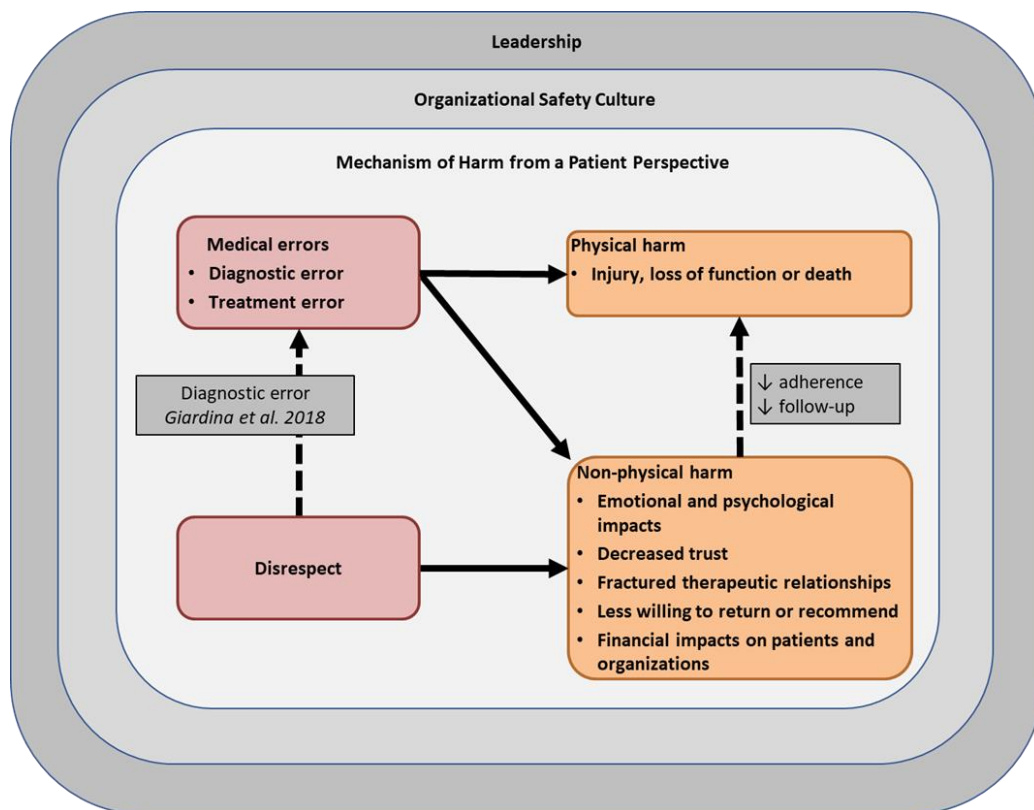 Leadership
Organizational Safety Culture
Mechanism of Harm from a Patient Perspective
Medical errors
• Diagnostic error
• Treatment error
Physical harm
• Injury, loss of function or death
Diagnostic error
Giardina et al. 2018
↓ adherence
↓ follow-up
Disrespect
Non-physical harm
• Emotional and psychological
impacts
• Decreased trust
• Fractured therapeutic relationships
• Less willing to return or recommend
• Financial impacts on patients and
organizations